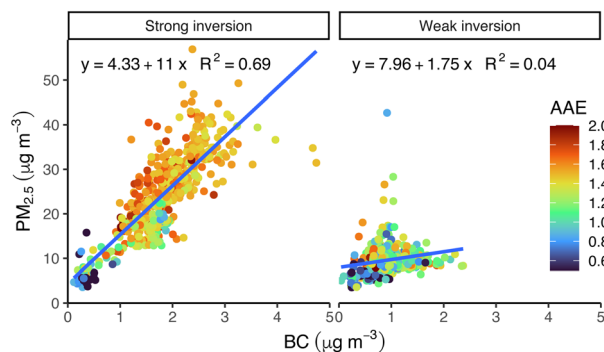 Strong inversion
Weak inversion
y = 4.33 + 11 x R² = 0.69
y = 7.96 + 1.75 x R² = 0.04
PM₂.₅ (μg m⁻³)
50
40
30
20
10
0
0 1 2 3 4 5
0 1 2 3 4 5
BC (μg m⁻³)
AAE
2.0
1.8
1.6
1.4
1.2
1.0
0.8
0.6